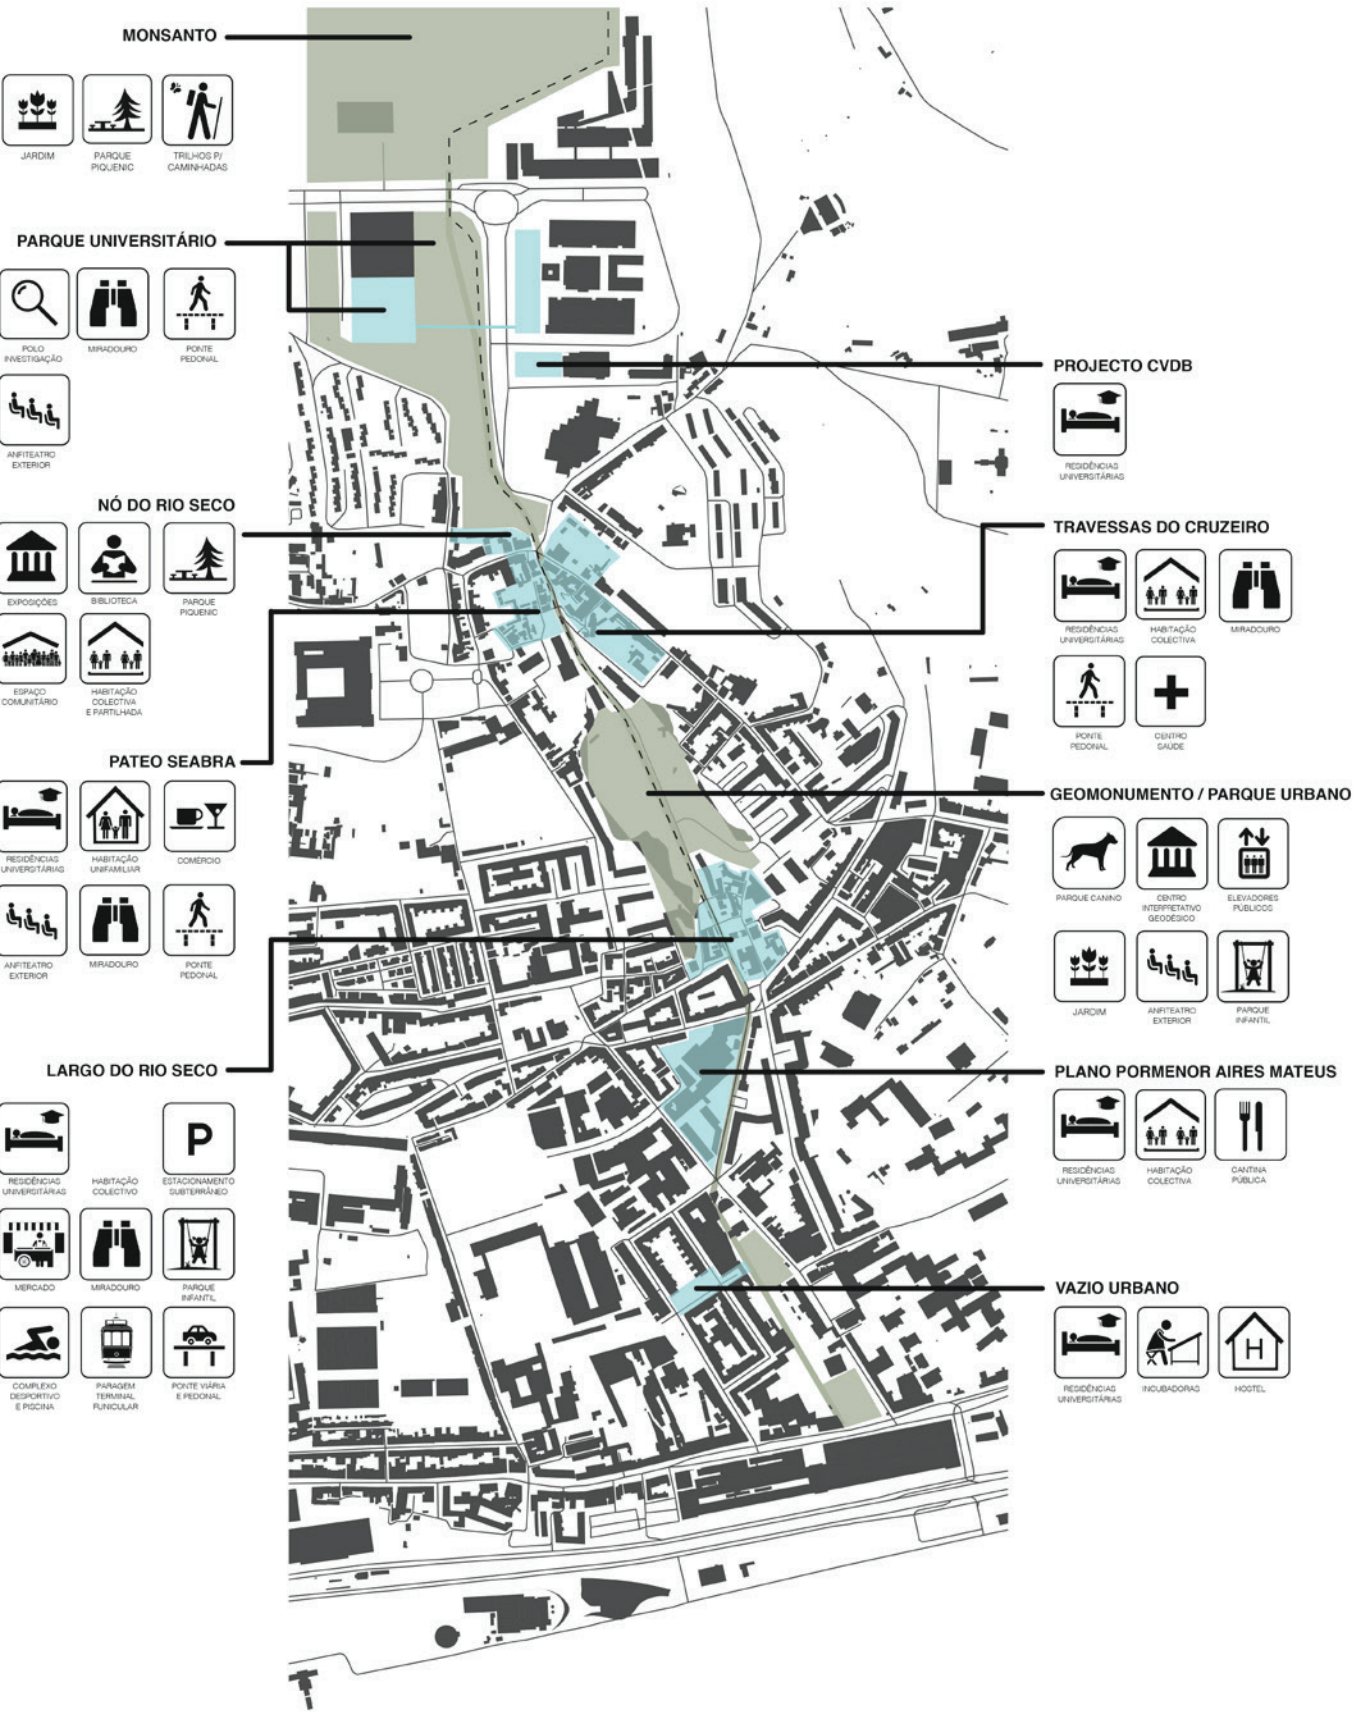 MONSANTO
JARDIM
PARQUE
PIQUENIC
TRILHOS P/
CAMINHADAS
PARQUE UNIVERSITÁRIO
POLO
INVESTIGAÇÃO
MIRADOURO
PONTE
PEDONAL
ANFITEATRO
EXTERIOR
NÓ DO RIO SECO
EXPOSIÇÕES
BIBLIOTECA
PARQUE
PIQUENIC
ESPAÇO
COMUNITÁRIO
HABITAÇÃO
COLECTIVA
E PARTILHADA
PATEO SEABRA
RESIDÊNCIAS
UNIVERSITÁRIAS
HABITAÇÃO
UNIFAMILIAR
COMÉRCIO
ANFITEATRO
EXTERIOR
MIRADOURO
PONTE
PEDONAL
LARGO DO RIO SECO
RESIDÊNCIAS
UNIVERSITÁRIAS
HABITAÇÃO
COLECTIVO
P
ESTACIONAMENTO
SUBTERRÂNEO
MERCADO
MIRADOURO
PARQUE
INFANTIL
COMPLEXO
DESPORTIVO
E PISCINA
PARAGEM
TERMINAL
FUNICULAR
PONTE VIÁRIA
E PEDONAL
PROJECTO CVDB
RESIDÊNCIAS
UNIVERSITÁRIAS
TRAVESSAS DO CRUZEIRO
RESIDÊNCIAS
UNIVERSITÁRIAS
HABITAÇÃO
COLECTIVA
MIRADOURO
PONTE
PEDONAL
CENTRO
SAÚDE
GEOMONUMENTO / PARQUE URBANO
PARQUE CANINO
CENTRO
INTERPRETATIVO
GEODÉSICO
ELEVADORES
PÚBLICOS
JARDIM
ANFITEATRO
EXTERIOR
PARQUE
INFANTIL
PLANO PORMENOR AIRES MATEUS
RESIDÊNCIAS
UNIVERSITÁRIAS
HABITAÇÃO
COLECTIVA
CANTINA
PÚBLICA
VAZIO URBANO
RESIDÊNCIAS
UNIVERSITÁRIAS
INCUBADORAS
H
HOSTEL